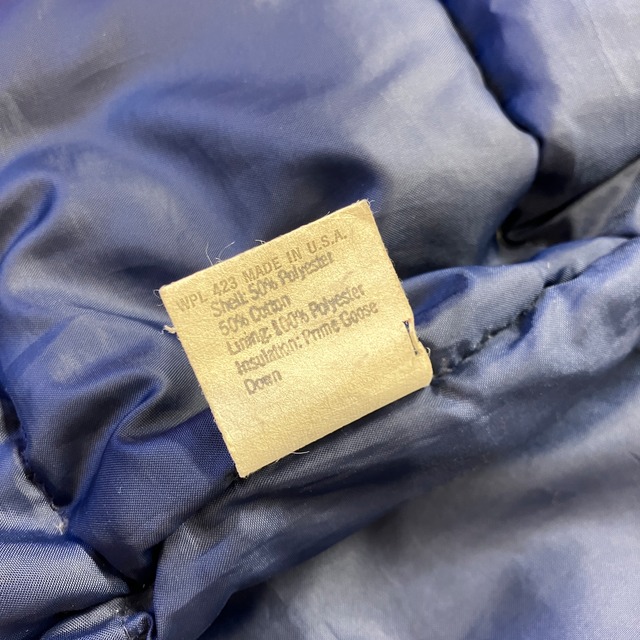 WPL 423 MADE IN U.S.A.
Shell: 50% Polyester
50% Cotton
Lining: 100% Polyester
Insulation: Prime Goose
Down